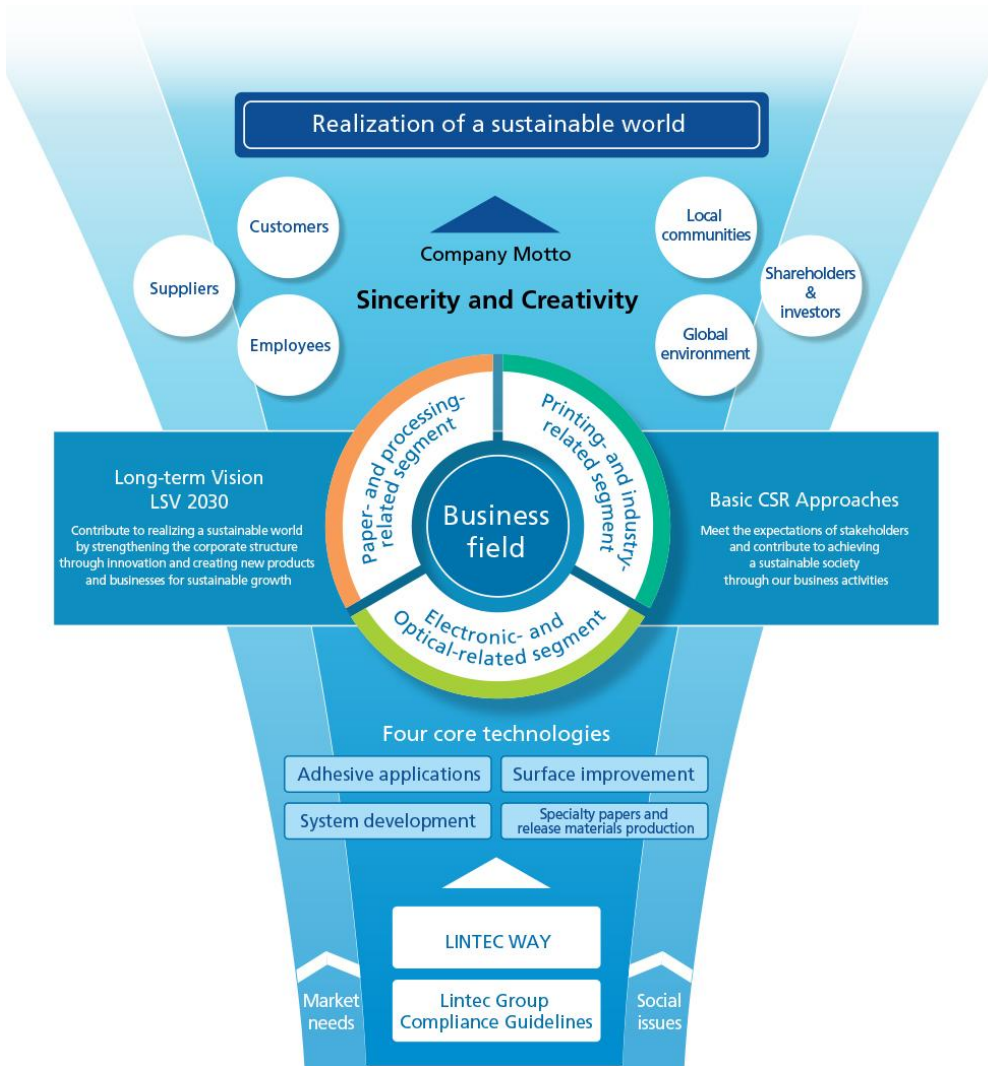 Realization of a sustainable world
Customers
Suppliers
Employees
Company Motto
Sincerity and Creativity
Local
communities
Shareholders
&
investors
Global
environment
Long-term Vision
LSV 2030
Contribute to realizing a sustainable world
by strengthening the corporate structure
through innovation and creating new products
and businesses for sustainable growth
Paper- and processing-
related segment
Printing- and industry-
related segment
Business
field
Electronic- and
Optical-related segment
Basic CSR Approaches
Meet the expectations of stakeholders
and contribute to achieving
a sustainable society
through our business activities
Four core technologies
Adhesive applications
Surface improvement
System development
Specialty papers and
release materials production
LINTEC WAY
Lintec Group
Compliance Guidelines
Market
needs
Social
issues